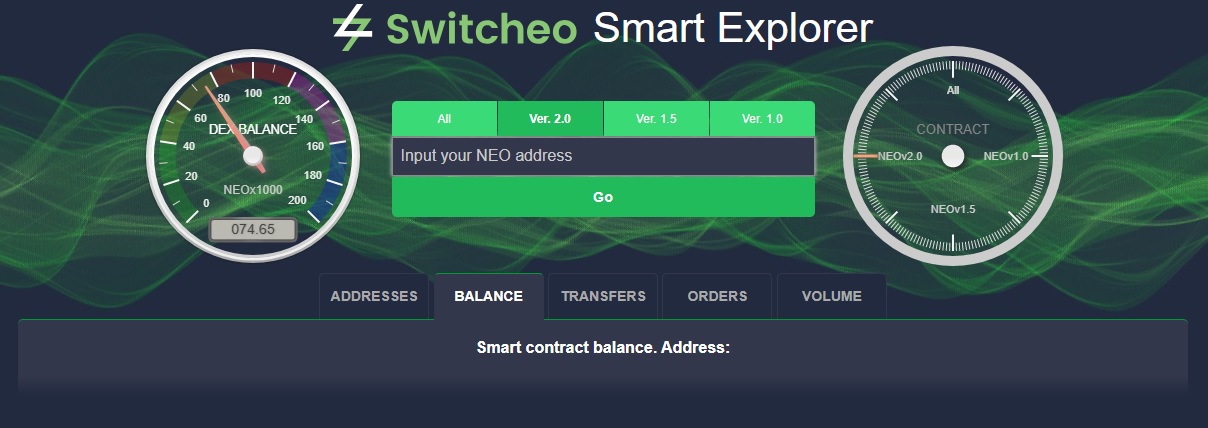 Switcheo Smart Explorer
0
20
40
60
80
100
120
140
160
180
200
DEX BALANCE
NEOx1000
074.65
All
Ver. 2.0
Ver. 1.5
Ver. 1.0
Input your NEO address
Go
All
CONTRACT
NEOv2.0
NEOv1.0
NEOv1.5
ADDRESSES
BALANCE
TRANSFERS
ORDERS
VOLUME
Smart contract balance. Address: